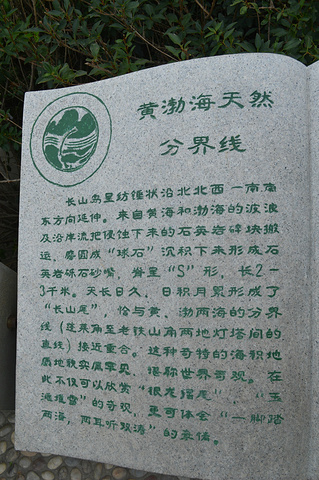 黄渤海天然
分界线
长山岛呈纺锤状沿北北西—南南
东方向延伸。来自黄海和渤海的波浪
及沿岸流把侵蚀下来的石英岩碎块搬
运、磨圆成“球石”沉积下来形成石
英岩砾石砂嘴，脊呈“S”形，长2-
3千米。天长日久，日积月累形成了
“长山尾”，恰与黄、渤两海的分界
线（蓬莱角至老铁山角两地灯塔间的
直线）接近重合。这种奇特的海积地
质地貌实属罕见，堪称世界奇观。在
此不仅可以欣赏“银龙摆尾”、“玉
滩堆雪”的奇观，更可体会“一脚踏
两海，两耳听双涛”的豪情。